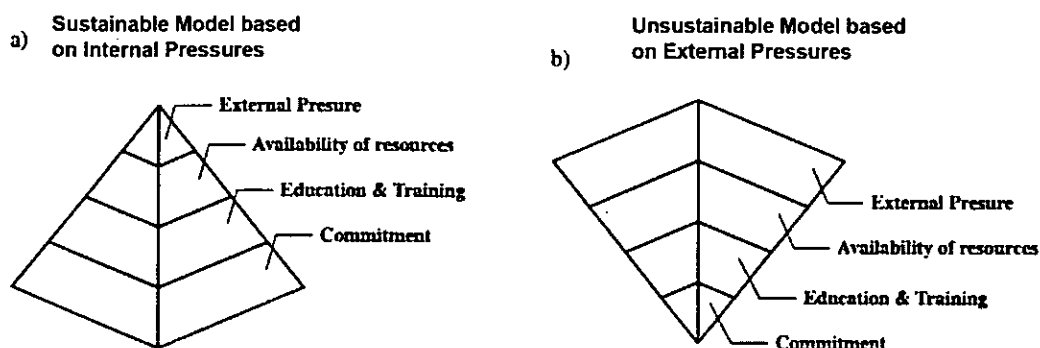 a)
Sustainable Model based
on Internal Pressures
External Presure
Availability of resources
Education & Training
Commitment
b)
Unsustainable Model based
on External Pressures
External Presure
Availability of resources
Education & Training
Commitment